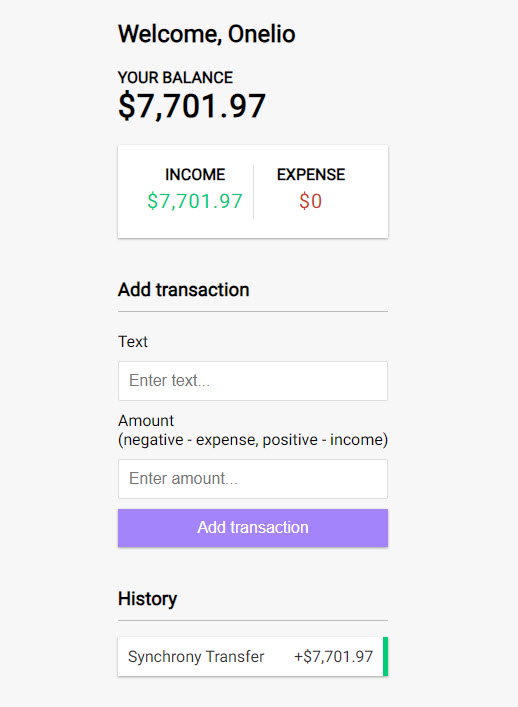 Welcome, Onelio
YOUR BALANCE
$7,701.97
INCOME EXPENSE
$7,701.97 $0
Add transaction
Text
Enter text...
Amount
(negative - expense, positive - income)
Enter amount...
Add transaction
History
Synchrony Transfer +$7,701.97